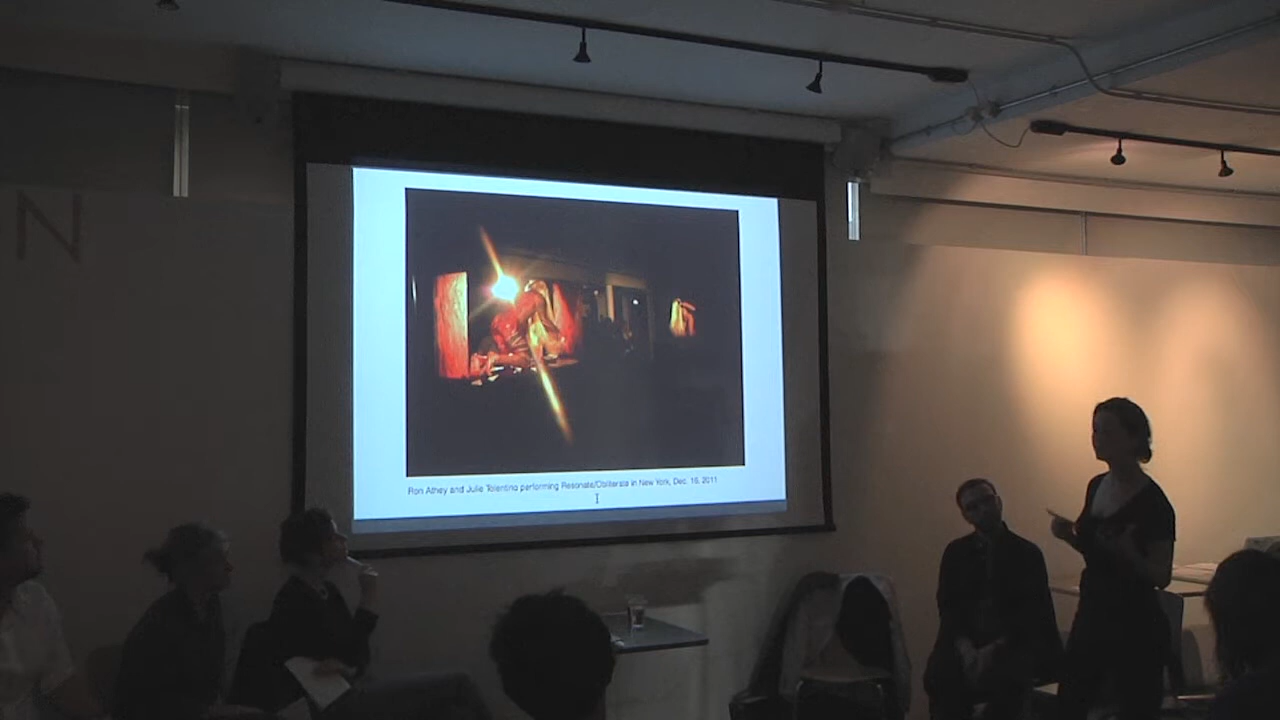 N
Ron Athey and Julie Tolentino performing Resonate/Obliterate in New York, Dec. 16, 2011